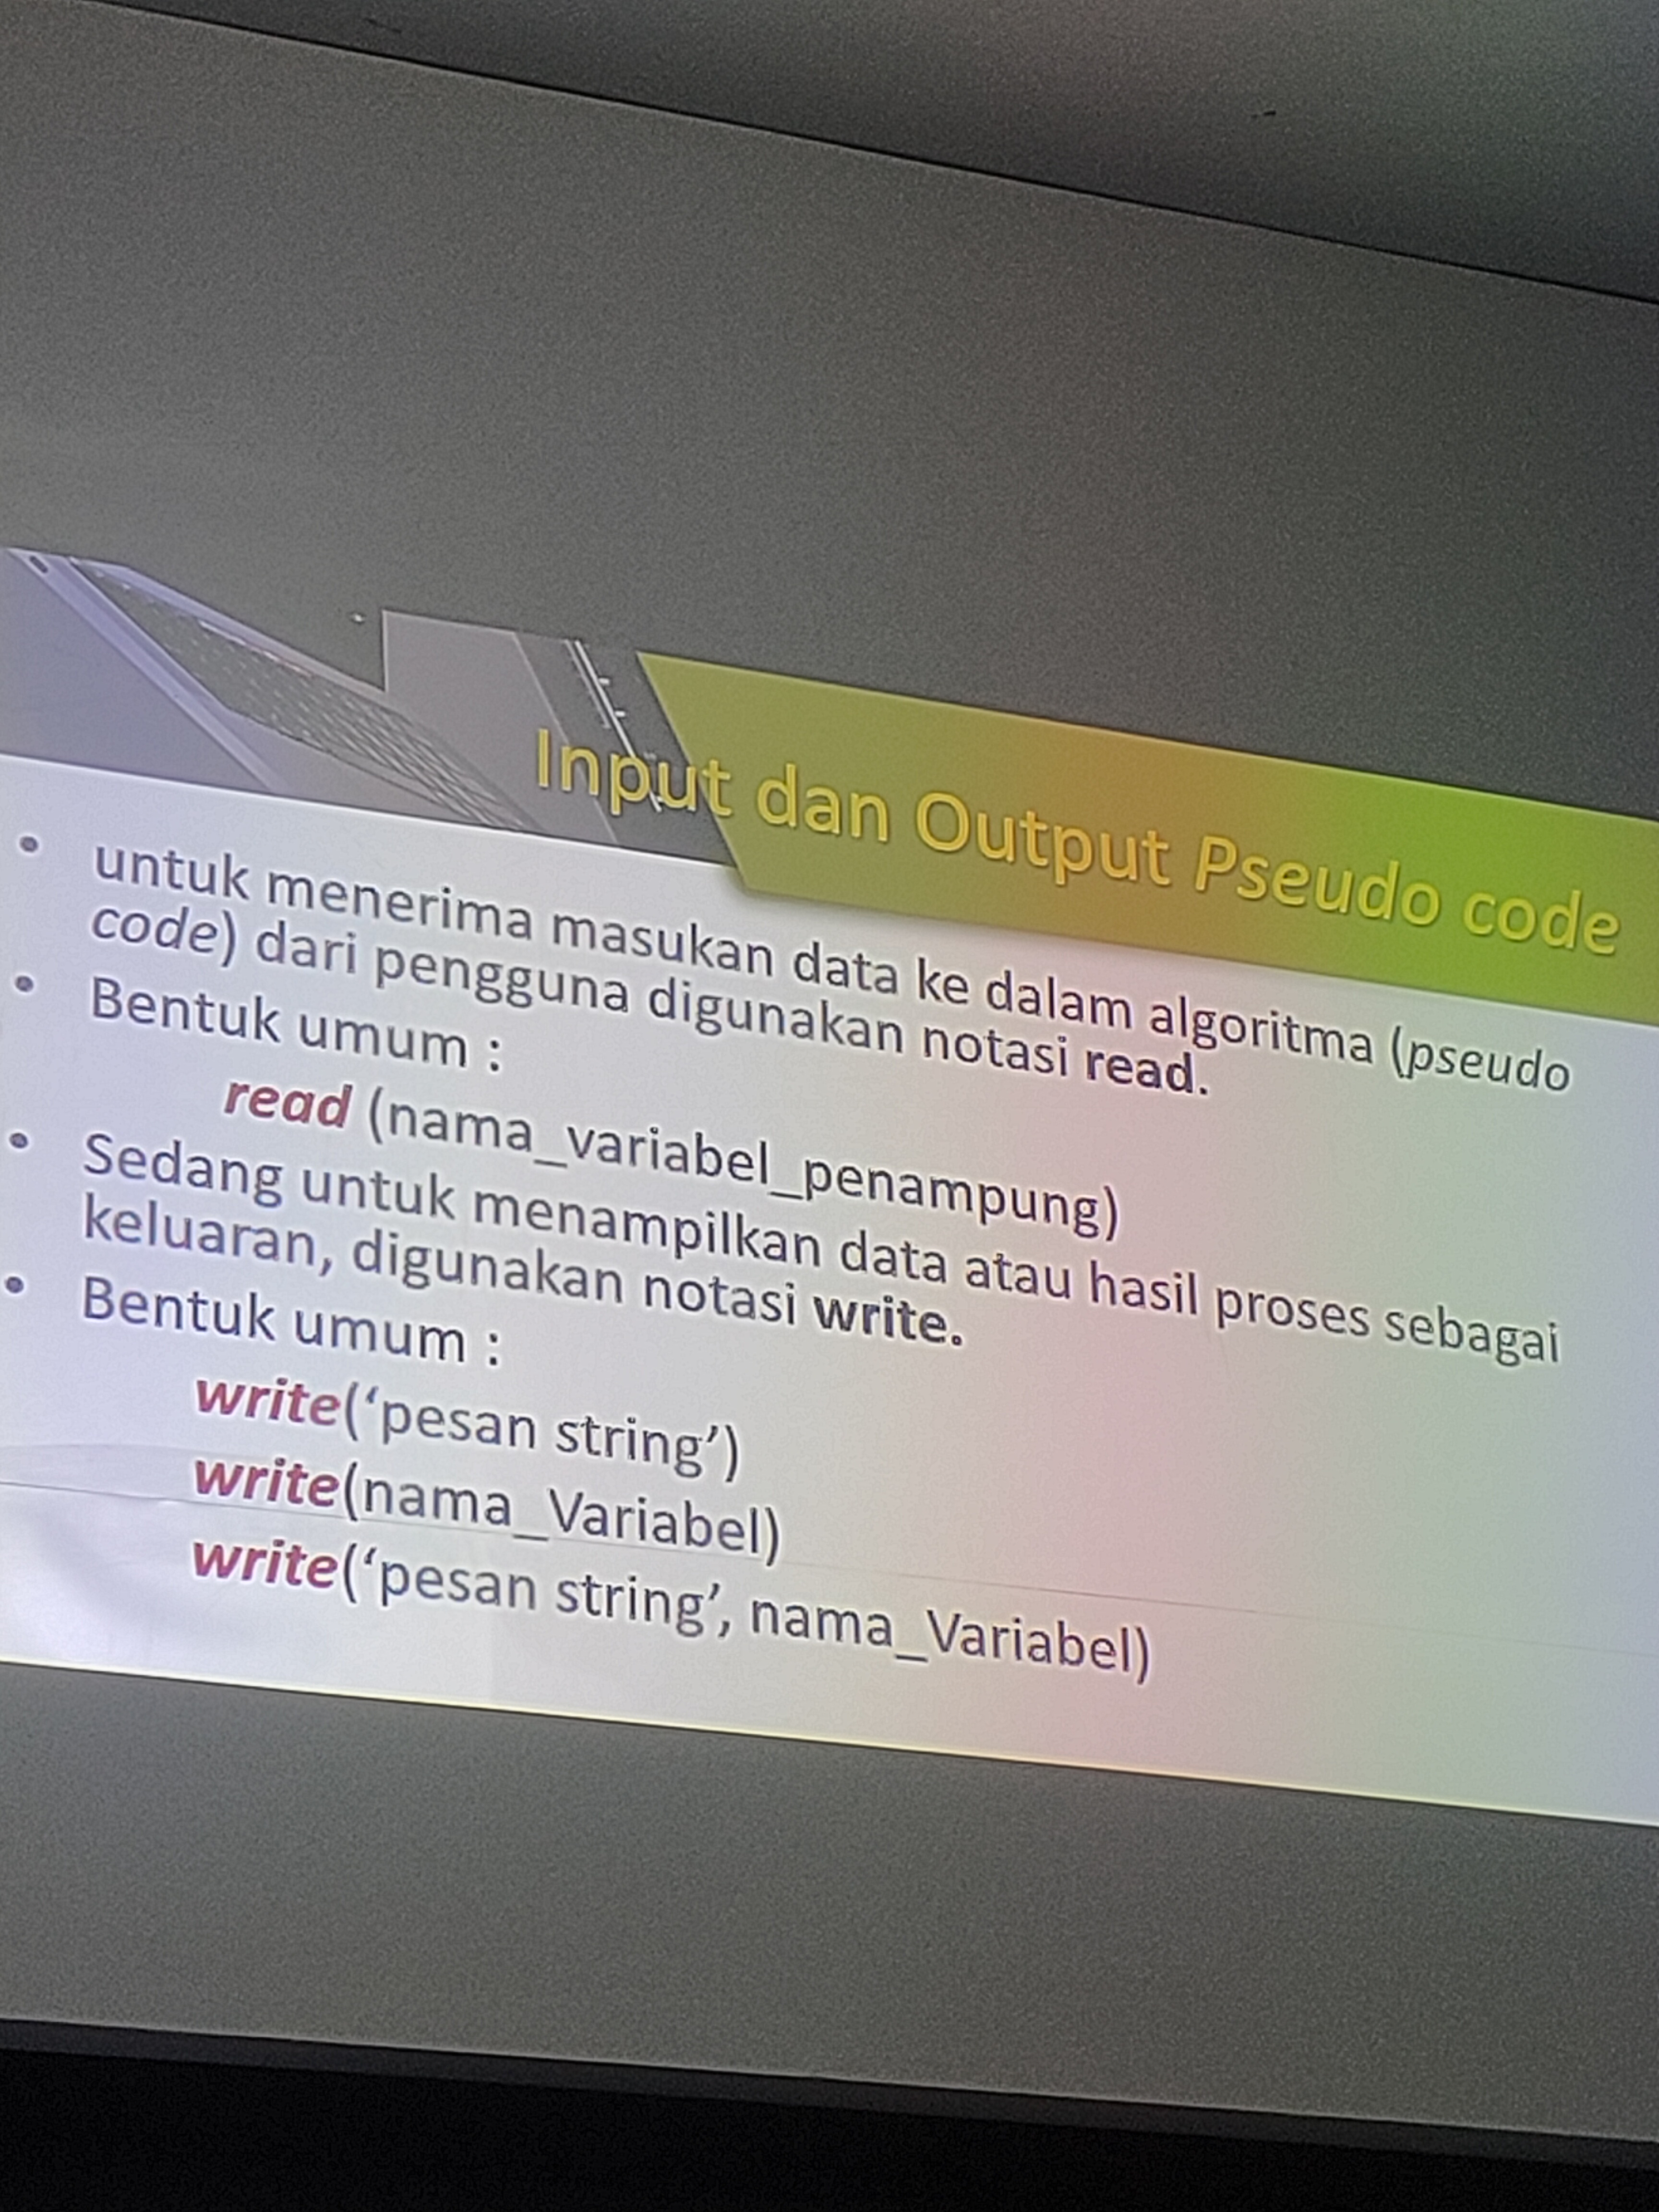 Input dan Output Pseudo code
• untuk menerima masukan data ke dalam algoritma (pseudo
code) dari pengguna digunakan notasi read.
• Bentuk umum :
read (nama_variabel_penampung)
• Sedang untuk menampilkan data atau hasil proses sebagai
keluaran, digunakan notasi write.
• Bentuk umum :
write(‘pesan string’)
write(nama_Variabel)
write(‘pesan string’, nama_Variabel)